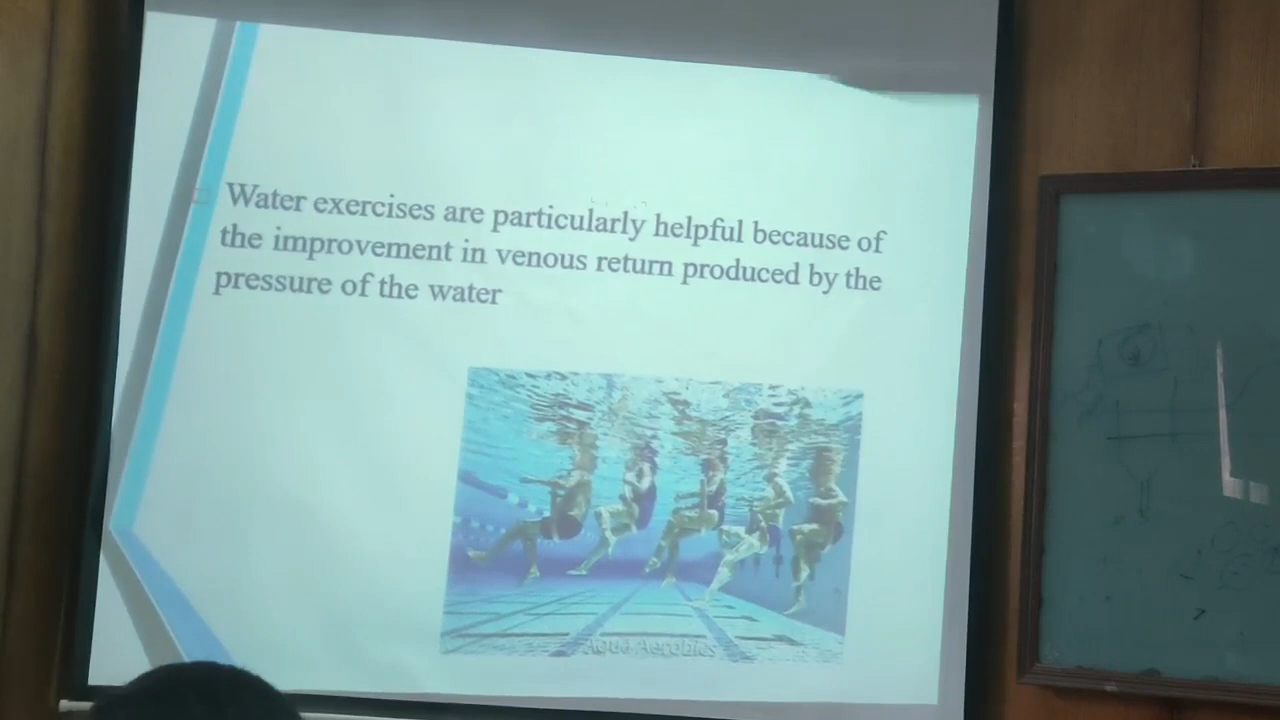 Water exercises are particularly helpful because of
the improvement in venous return produced by the
pressure of the water
Aqua Aerobics